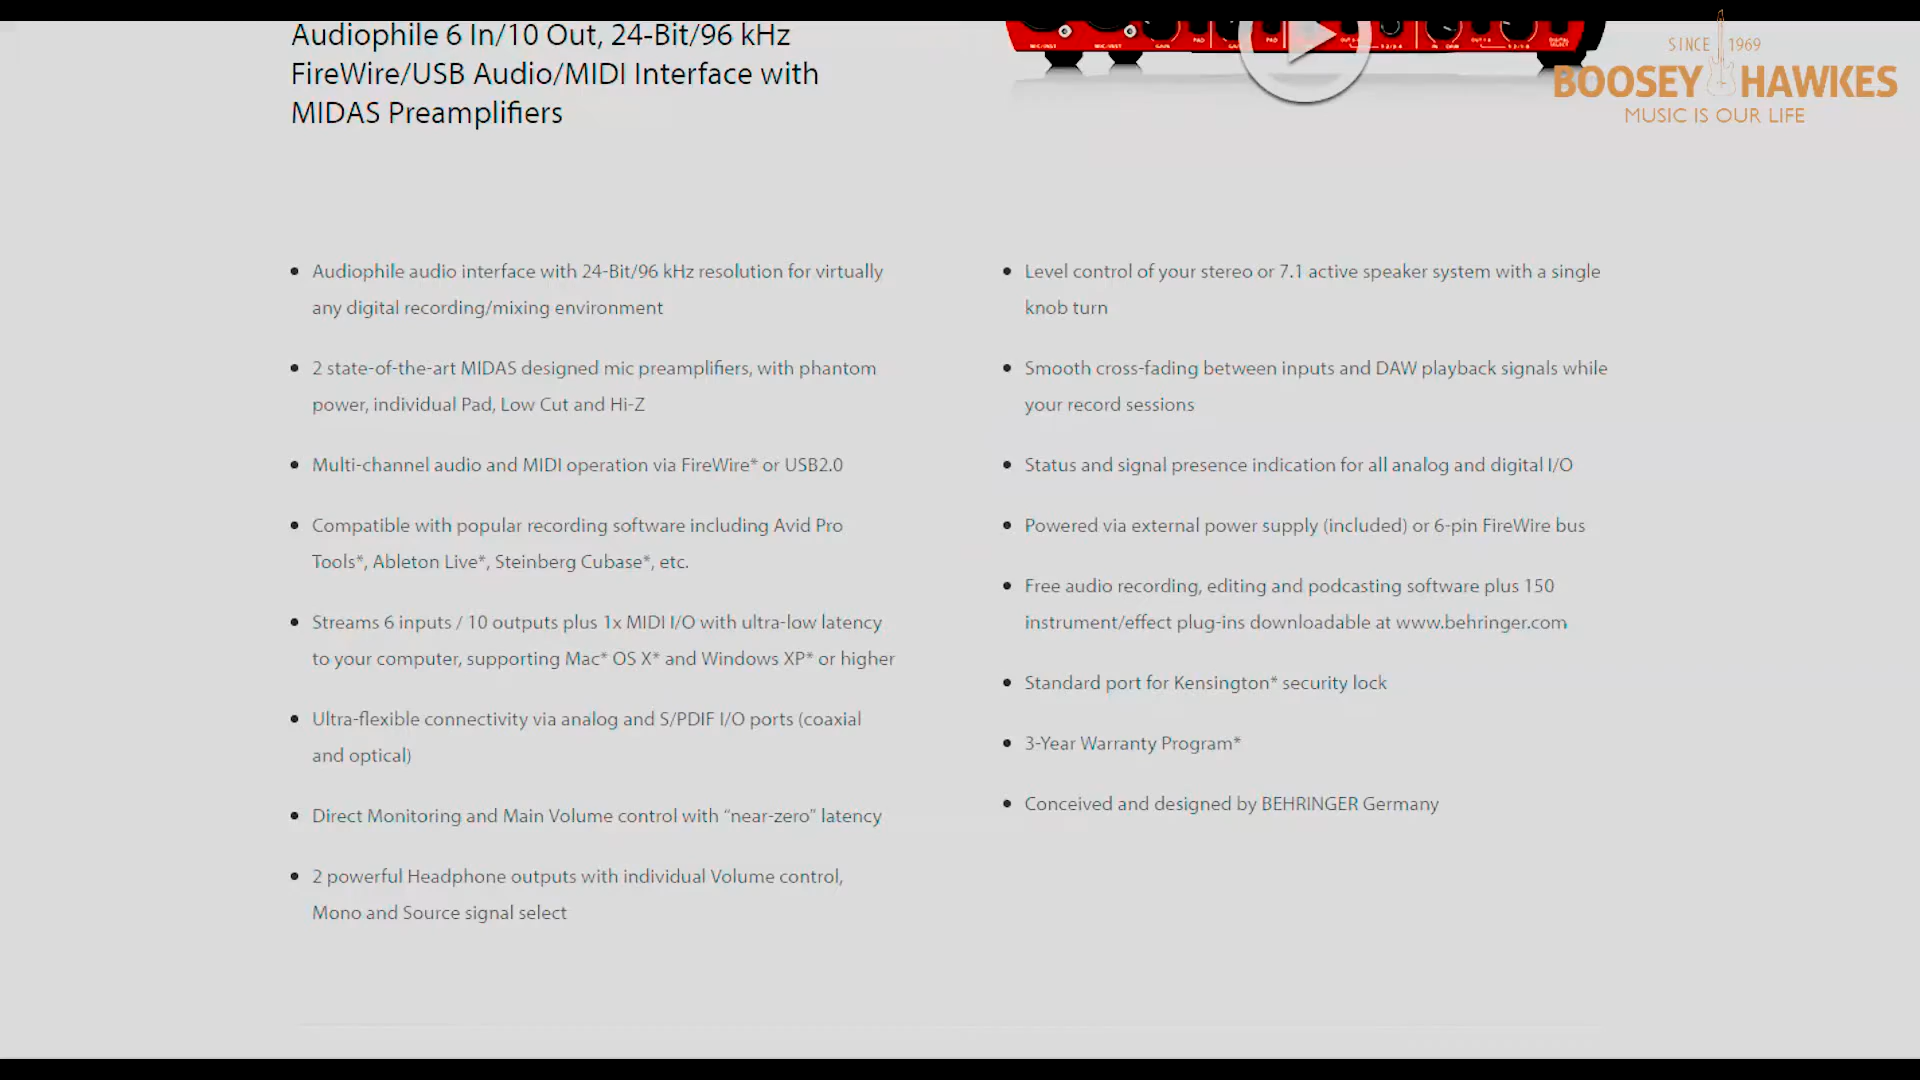 Audiophile 6 In/10 Out, 24-Bit/96 kHz
FireWire/USB Audio/MIDI Interface with
MIDAS Preamplifiers
SINCE 1969
BOOSEY HAWKES
MUSIC IS OUR LIFE
MIC/INST
MIC/INST
GAIN
PAD
PAD
Audiophile audio interface with 24-Bit/96 kHz resolution for virtually
any digital recording/mixing environment
2 state-of-the-art MIDAS designed mic preamplifiers, with phantom
power, individual Pad, Low Cut and Hi-Z
Multi-channel audio and MIDI operation via FireWire* or USB2.0
Compatible with popular recording software including Avid Pro
Tools*, Ableton Live*, Steinberg Cubase*, etc.
Streams 6 inputs / 10 outputs plus 1x MIDI I/O with ultra-low latency
to your computer, supporting Mac* OS X* and Windows XP* or higher
Ultra-flexible connectivity via analog and S/PDIF I/O ports (coaxial
and optical)
Direct Monitoring and Main Volume control with “near-zero” latency
2 powerful Headphone outputs with individual Volume control,
Mono and Source signal select
Level control of your stereo or 7.1 active speaker system with a single
knob turn
Smooth cross-fading between inputs and DAW playback signals while
your record sessions
Status and signal presence indication for all analog and digital I/O
Powered via external power supply (included) or 6-pin FireWire bus
Free audio recording, editing and podcasting software plus 150
instrument/effect plug-ins downloadable at www.behringer.com
Standard port for Kensington* security lock
3-Year Warranty Program*
Conceived and designed by BEHRINGER Germany